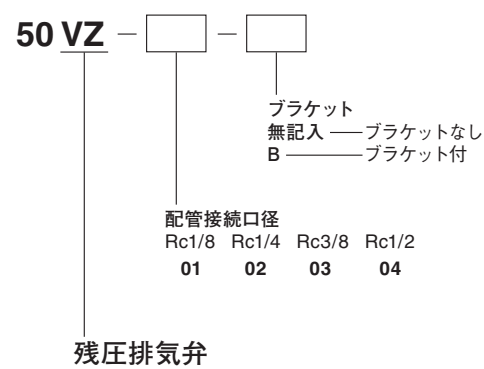 50 VZ － □ － □
ブラケット
無記入 ── ブラケットなし
B ── ブラケット付
配管接続口径
Rc1/8 Rc1/4 Rc3/8 Rc1/2
01 02 03 04
残圧排気弁